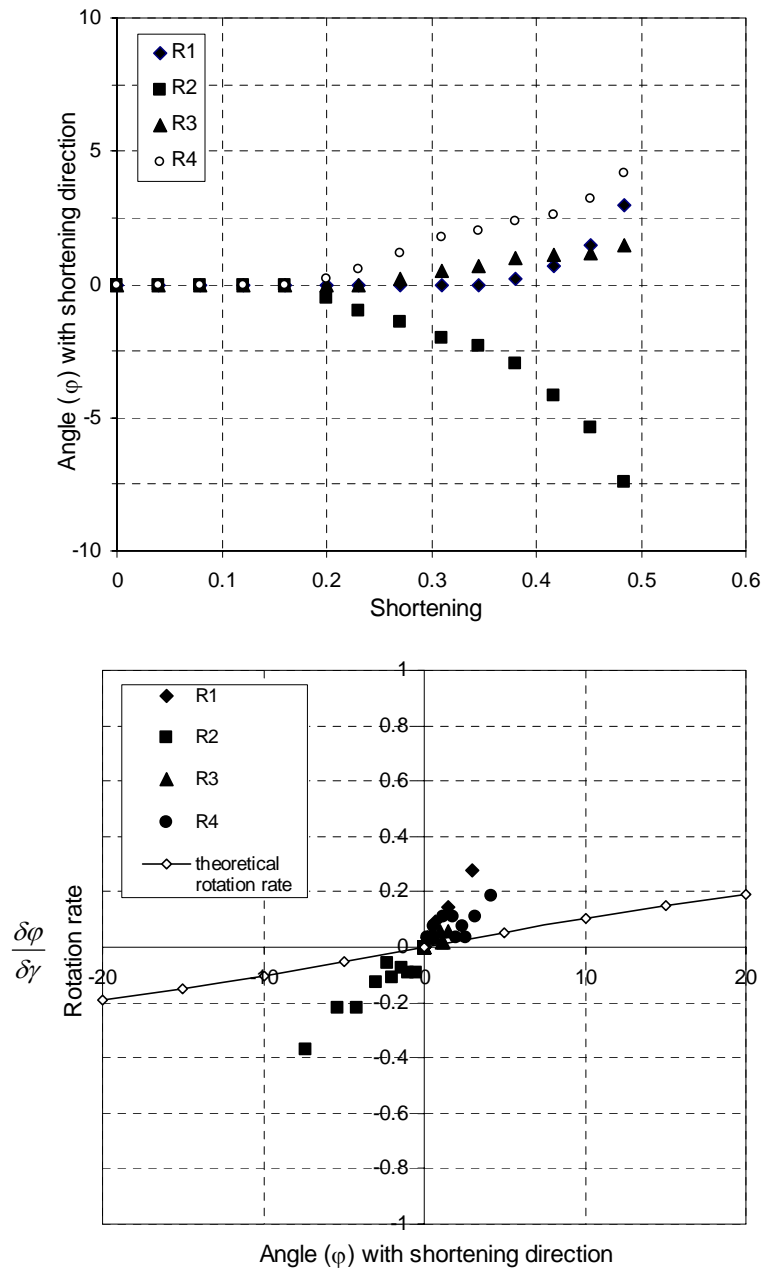 10
5
0
-5
-10
Angle (φ) with shortening direction
R1
R2
R3
R4
0 0.1 0.2 0.3 0.4 0.5 0.6
Shortening
1
0.8
0.6
0.4
0.2
0
-0.2
-0.4
-0.6
-0.8
-1
R1
R2
R3
R4
theoretical
rotation rate
δφ
δγ
Rotation rate
-20 -10 0 10 20
Angle (φ) with shortening direction